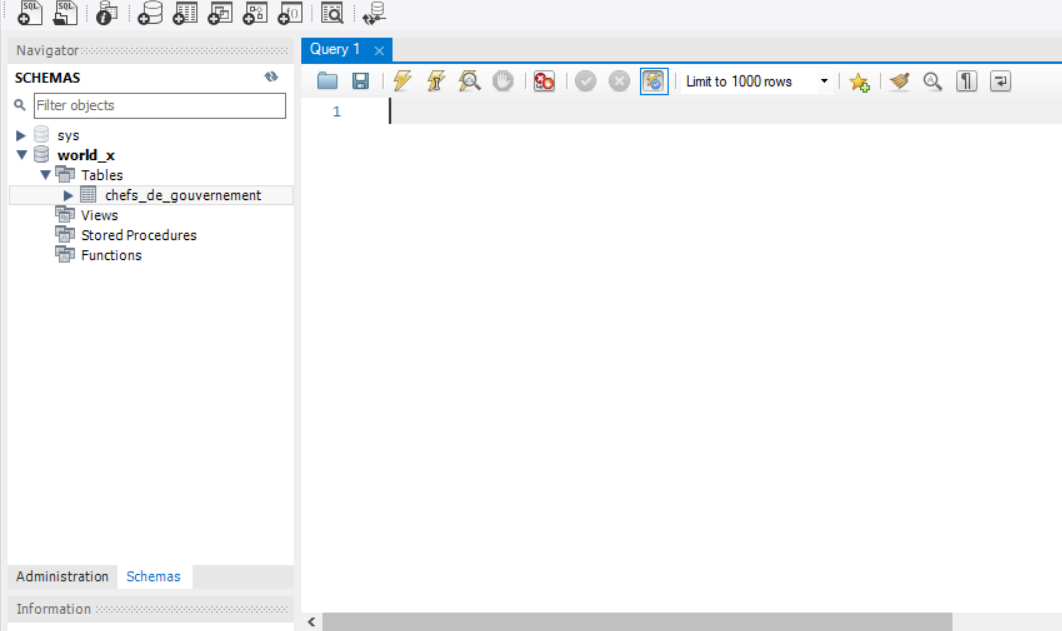 SQL SQL
Navigator
SCHEMAS
Filter objects
sys
world_x
Tables
chefs_de_gouvernement
Views
Stored Procedures
Functions
Administration Schemas
Information
Query 1
Limit to 1000 rows
1